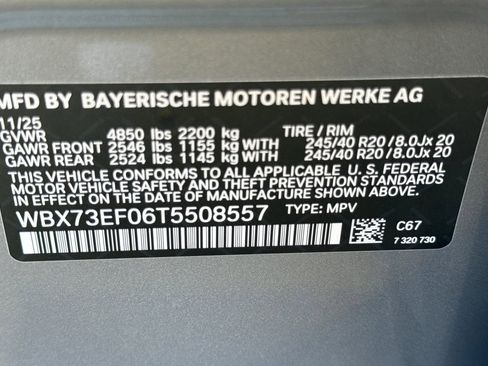 MFD BY BAYERISCHE MOTOREN WERKE AG
11/25
GVWR 4850 lbs 2200 kg TIRE / RIM
GAWR FRONT 2546 lbs 1155 kg WITH 245/40 R20 / 8.0Jx 20
GAWR REAR 2524 lbs 1145 kg WITH 245/40 R20 / 8.0Jx 20
THIS VEHICLE CONFORMS TO ALL APPLICABLE U. S. FEDERAL
MOTOR VEHICLE SAFETY, BUMPER, AND THEFT PREVENTION STANDARDS
IN EFFECT ON THE DATE OF MANUFACTURE SHOWN ABOVE.
WBX73EF06T5508557 TYPE: MPV
C67
7 320 730